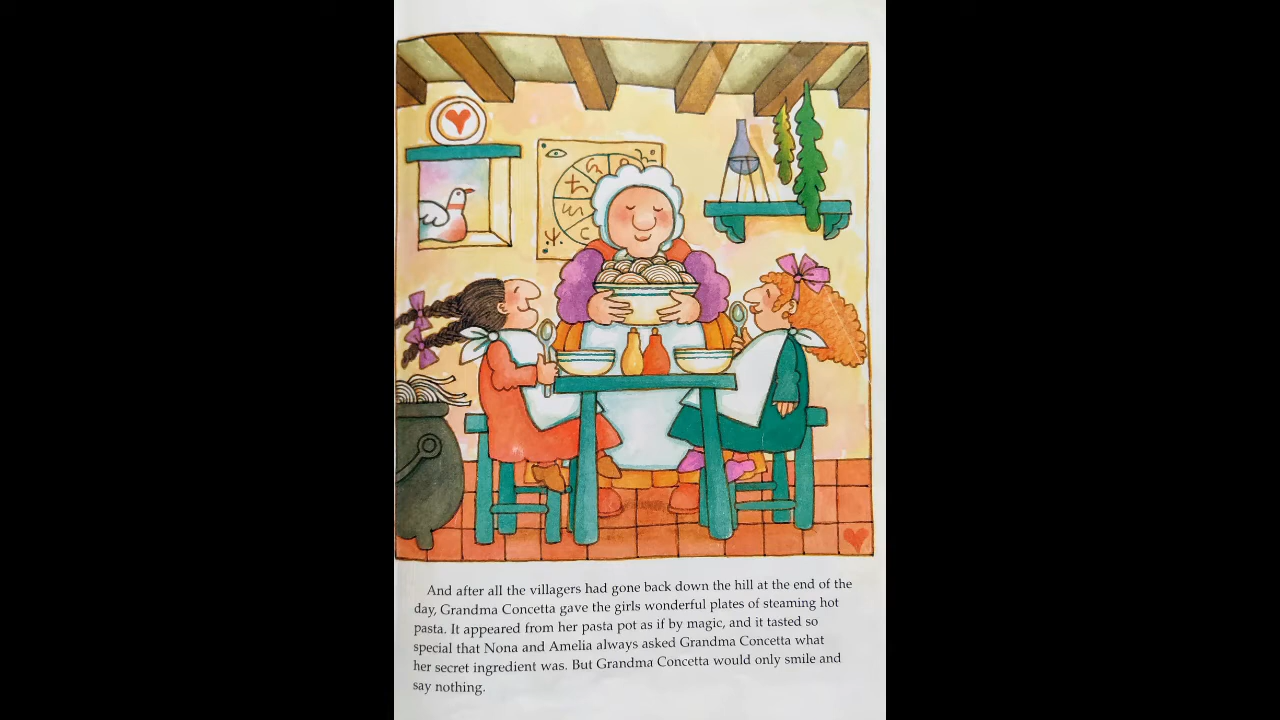 And after all the villagers had gone back down the hill at the end of the
day, Grandma Concetta gave the girls wonderful plates of steaming hot
pasta. It appeared from her pasta pot as if by magic, and it tasted so
special that Nona and Amelia always asked Grandma Concetta what
her secret ingredient was. But Grandma Concetta would only smile and
say nothing.